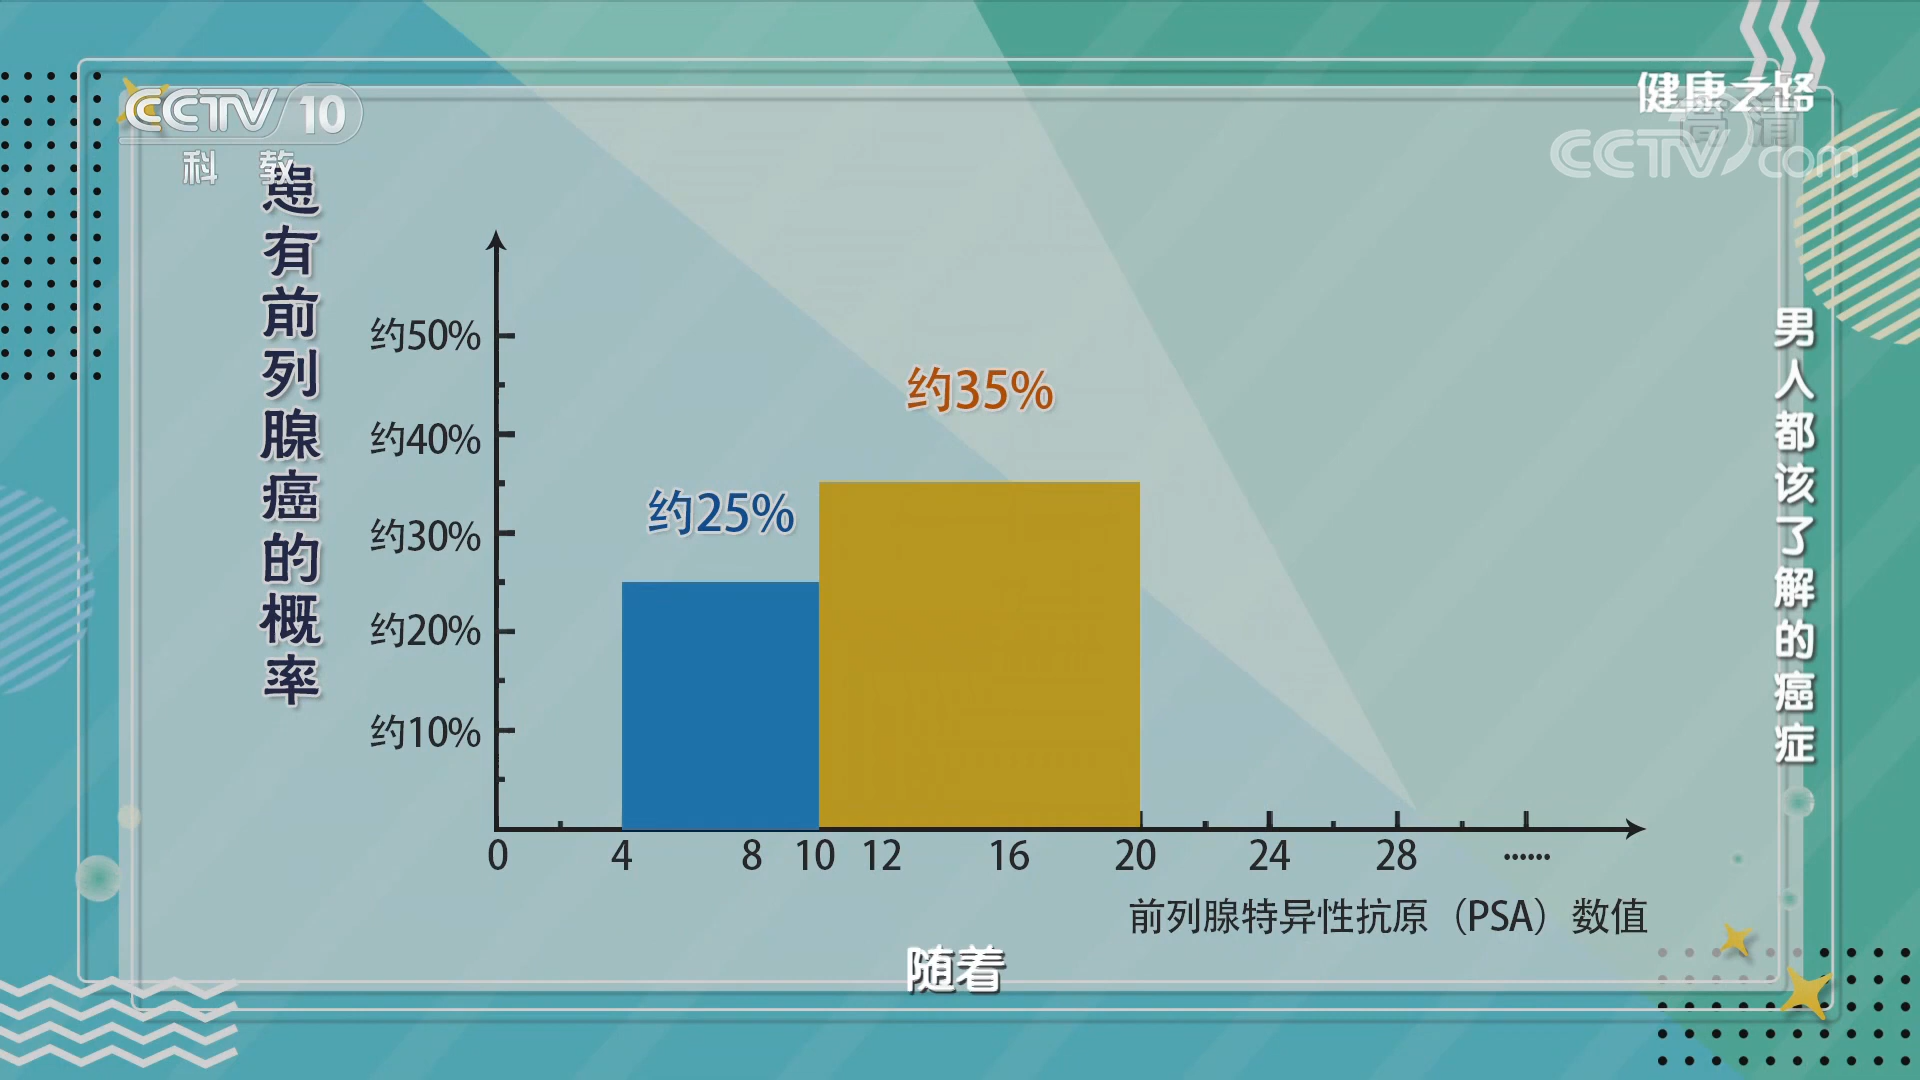 CCTV 10
科 教
健康之路
高清
CCTV.com
患有前列腺癌的概率
约50%
约40%
约30%
约20%
约10%
约25%
约35%
0 4 8 10 12 16 20 24 28 ……
前列腺特异性抗原（PSA）数值
男人都该了解的癌症
随着